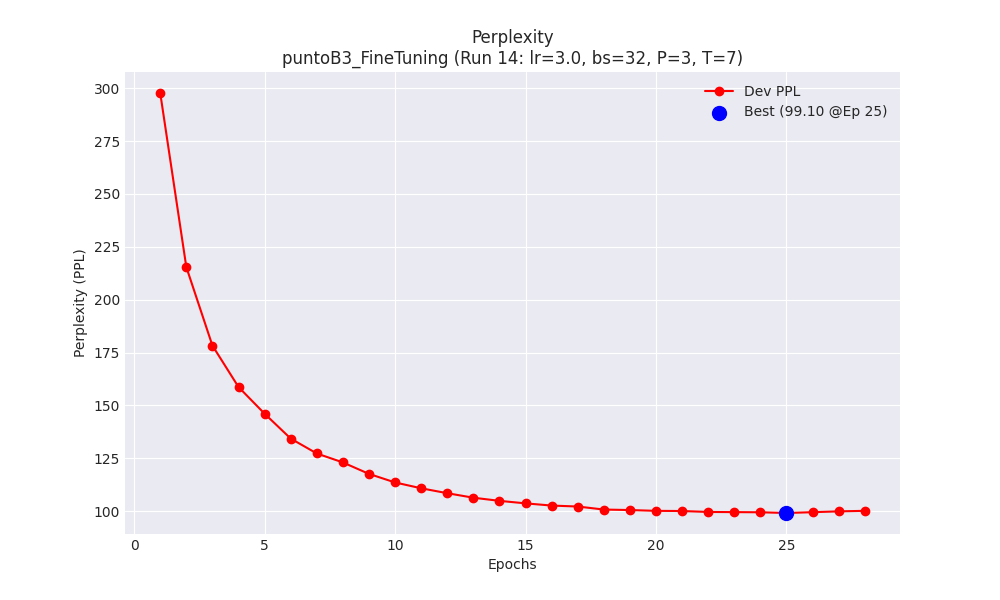 Perplexity
puntoB3_FineTuning (Run 14: lr=3.0, bs=32, P=3, T=7)
Dev PPL
Best (99.10 @Ep 25)
Perplexity (PPL)
300
275
250
225
200
175
150
125
100
0 5 10 15 20 25
Epochs